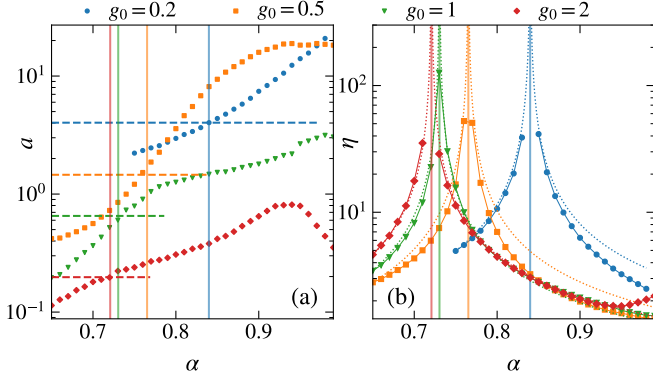 g₀ = 0.2 g₀ = 0.5 g₀ = 1 g₀ = 2
10¹
10⁰
10⁻¹
a
(a)
0.7 0.8 0.9
α
10²
10¹
η
(b)
0.7 0.8 0.9
α